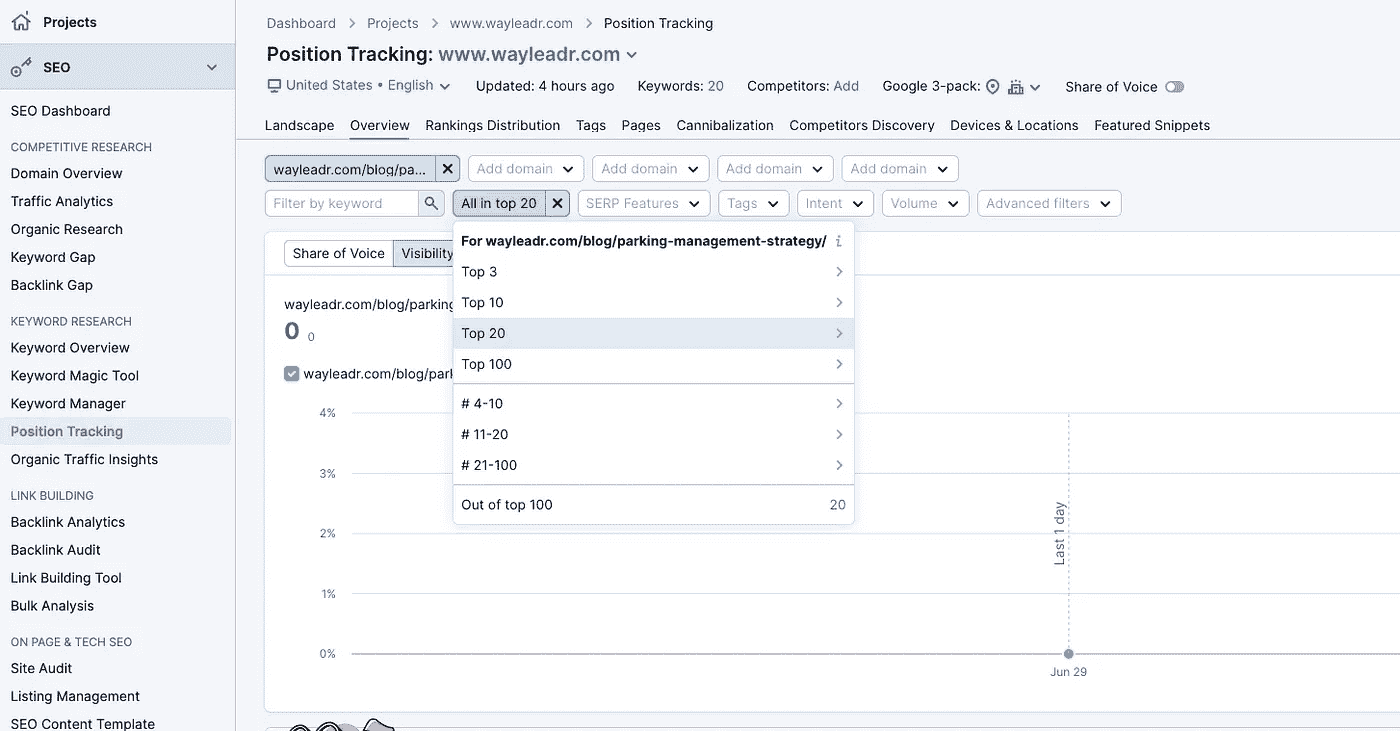 Projects
SEO
SEO Dashboard
COMPETITIVE RESEARCH
Domain Overview
Traffic Analytics
Organic Research
Keyword Gap
Backlink Gap
KEYWORD RESEARCH
Keyword Overview
Keyword Magic Tool
Keyword Manager
Position Tracking
Organic Traffic Insights
LINK BUILDING
Backlink Analytics
Backlink Audit
Link Building Tool
Bulk Analysis
ON PAGE & TECH SEO
Site Audit
Listing Management
SEO Content Template
Dashboard > Projects > www.wayleadr.com > Position Tracking
Position Tracking: www.wayleadr.com
United States • English Updated: 4 hours ago Keywords: 20 Competitors: Add Google 3-pack: Share of Voice
Landscape Overview Rankings Distribution Tags Pages Cannibalization Competitors Discovery Devices & Locations Featured Snippets
wayleadr.com/blog/pa... Add domain Add domain Add domain Add domain
Filter by keyword All in top 20 SERP Features Tags Intent Volume Advanced filters
For wayleadr.com/blog/parking-management-strategy/ i
Top 3
Top 10
Top 20
Top 100
# 4-10
# 11-20
# 21-100
Out of top 100 20
Share of Voice Visibility
wayleadr.com/blog/parking
0 0
wayleadr.com/blog/park
4%
3%
2%
1%
0%
Last 1 day
Jun 29